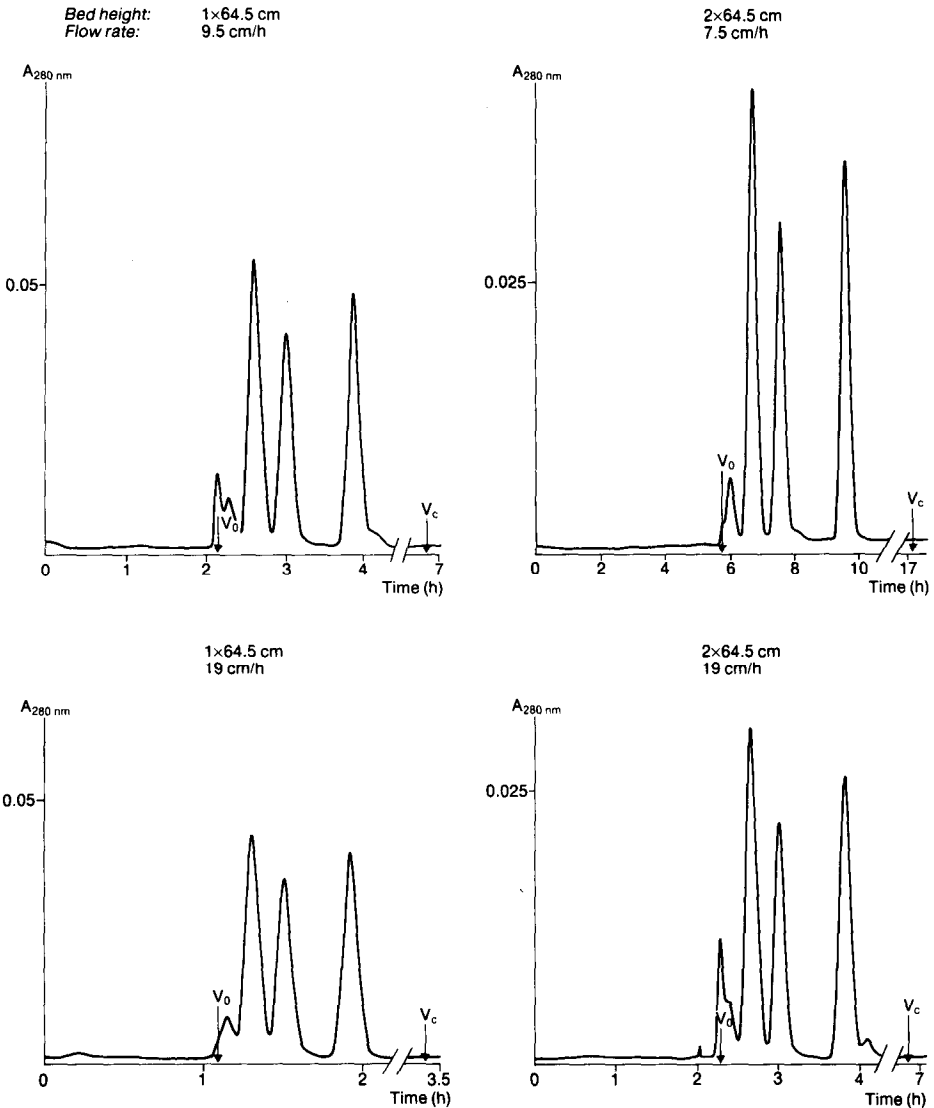 Bed height: 1×64.5 cm
Flow rate: 9.5 cm/h
A280 nm
0.05
V0
Vc
0 1 2 3 4 7
Time (h)
2×64.5 cm
7.5 cm/h
A280 nm
0.025
V0
Vc
0 2 4 6 8 10 17
Time (h)
1×64.5 cm
19 cm/h
A280 nm
0.05
V0
Vc
0 1 2 3.5
Time (h)
2×64.5 cm
19 cm/h
A280 nm
0.025
V0
Vc
0 1 2 3 4 7
Time (h)